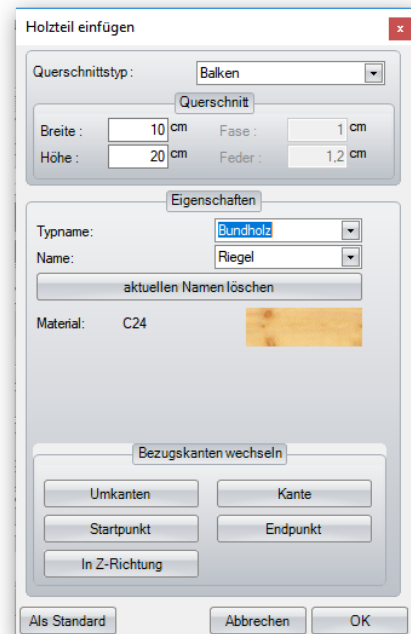 Holzteil einfügen
x
Querschnittstyp : Balken
Querschnitt
Breite : 10 cm Fase : 1 cm
Höhe : 20 cm Feder : 1,2 cm
Eigenschaften
Typname: Bundholz
Name: Riegel
aktuellen Namen löschen
Material: C24
Bezugskanten wechseln
Umkanten Kante
Startpunkt Endpunkt
In Z-Richtung
Als Standard Abbrechen OK